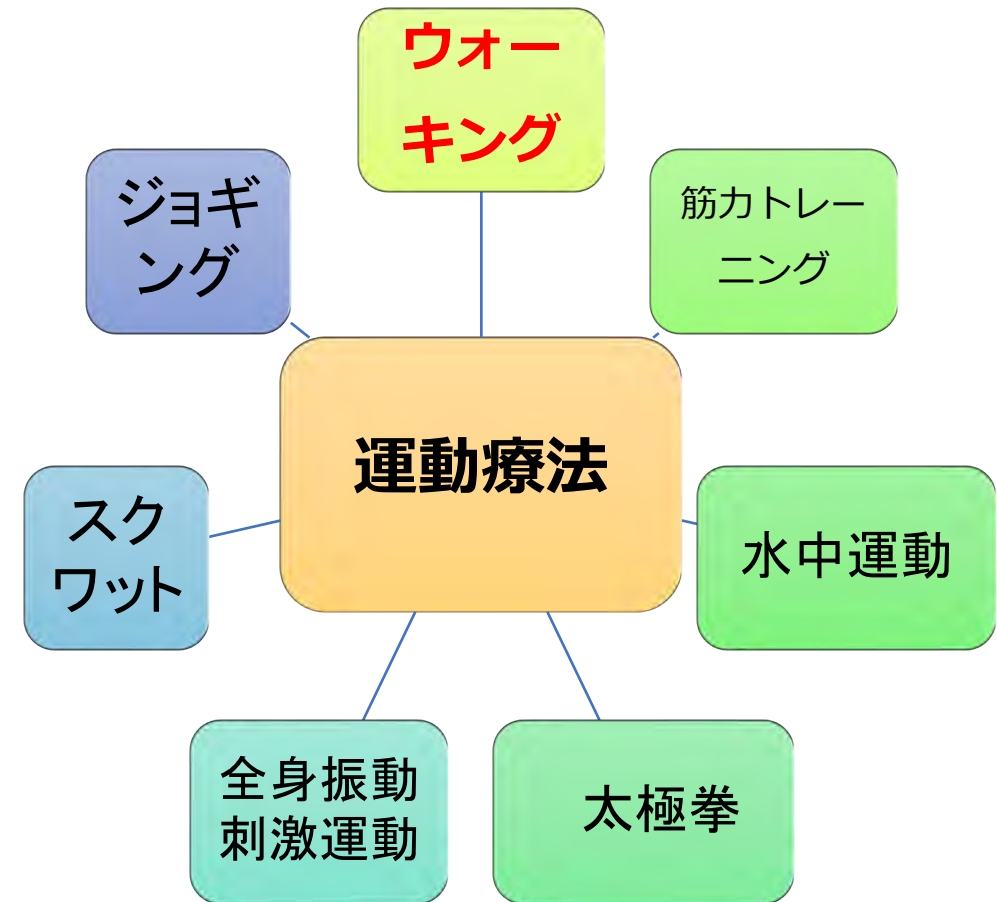 ウォー
キング
筋力トレー
ニング
水中運動
太極拳
全身振動
刺激運動
スク
ワット
ジョギ
ング
運動療法